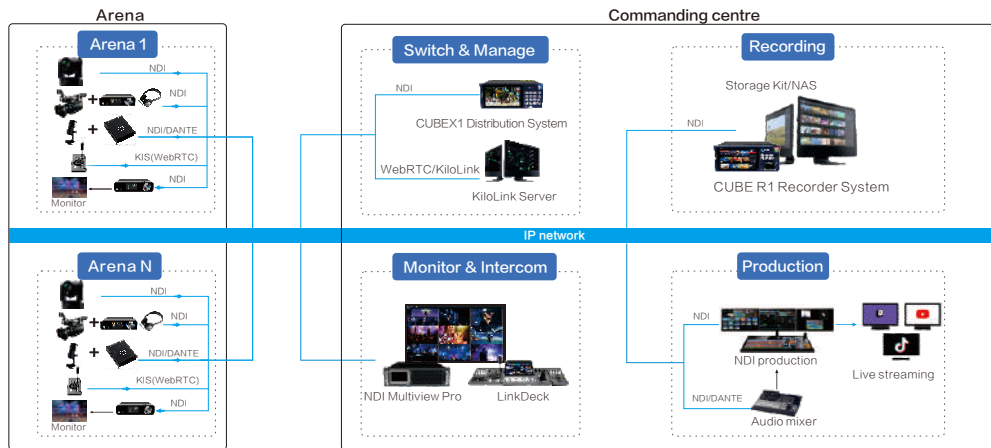 Arena
Commanding centre
Arena 1
NDI
NDI
NDI/DANTE
KIS(WebRTC)
NDI
Monitor
Switch & Manage
NDI
CUBEX1 Distribution System
WebRTC/KiloLink
KiloLink Server
Recording
Storage Kit/NAS
NDI
CUBE R1 Recorder System
IP network
Arena N
NDI
NDI
NDI/DANTE
KIS(WebRTC)
NDI
Monitor
Monitor & Intercom
NDI Multiview Pro
LinkDeck
Production
NDI
NDI production
Live streaming
NDI/DANTE
Audio mixer